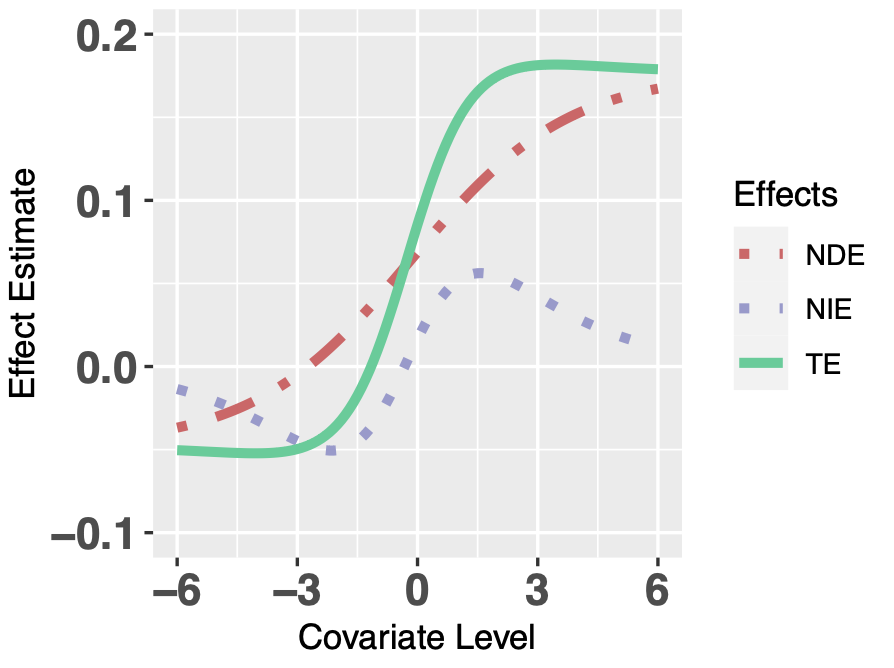 Effect Estimate
0.2
0.1
0.0
−0.1
−6 −3 0 3 6
Covariate Level
Effects
NDE
NIE
TE